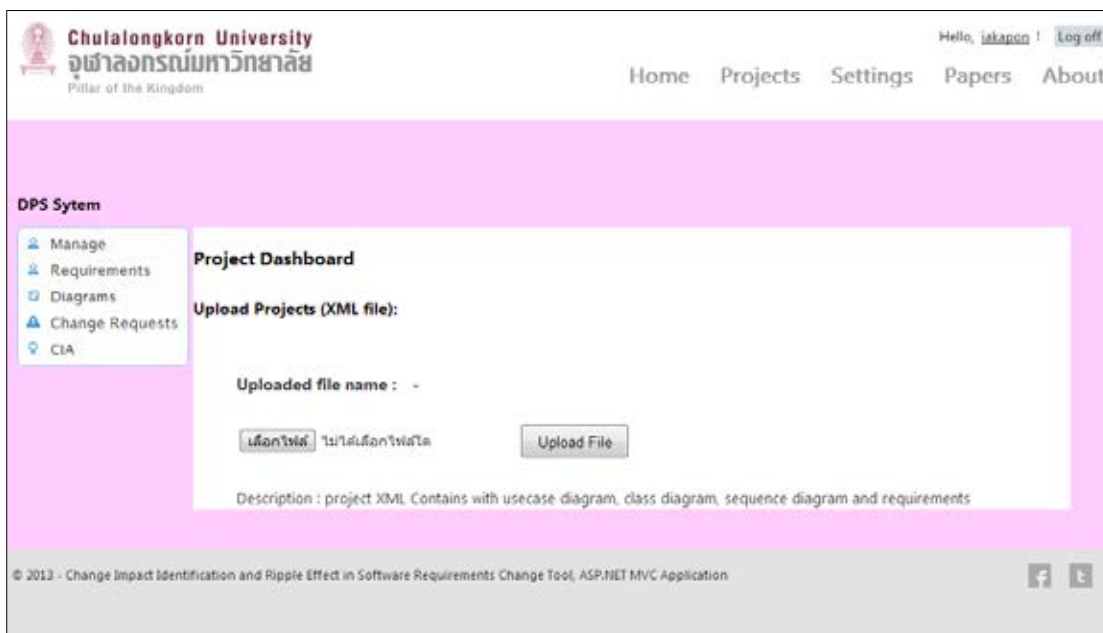 Chulalongkorn University
จุฬาลงกรณ์มหาวิทยาลัย
Pillar of the Kingdom
Hello, iakapon !
Log off
Home Projects Settings Papers About
DPS Sytem
Manage
Requirements
Diagrams
Change Requests
CIA
Project Dashboard
Upload Projects (XML file):
Uploaded file name : -
เลือกไฟล์ ไม่ได้เลือกไฟล์ใด
Upload File
Description : project XML Contains with usecase diagram, class diagram, sequence diagram and requirements
© 2013 - Change Impact Identification and Ripple Effect in Software Requirements Change Tool, ASP.NET MVC Application
f t